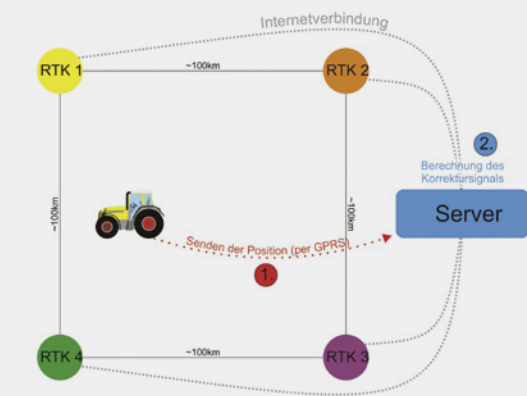 Internetverbindung
RTK 1
~100km
RTK 2
2.
Berechnung des
Korrektursignals
~100km
~100km
Server
Senden der Position (per GPRS)
1.
RTK 4
~100km
RTK 3